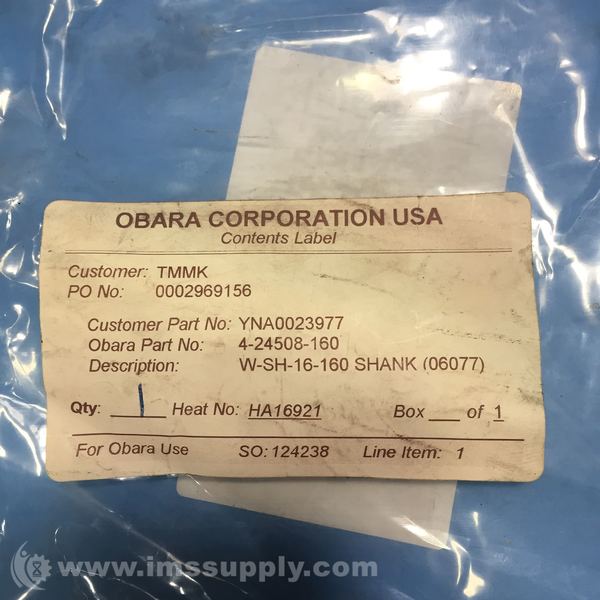 OBARA CORPORATION USA
Contents Label
Customer: TMMK
PO No: 0002969156
Customer Part No: YNA0023977
Obara Part No: 4-24508-160
Description: W-SH-16-160 SHANK (06077)
Qty: 1 Heat No: HA16921 Box ___ of 1
For Obara Use SO: 124238 Line Item: 1
www.imssupply.com